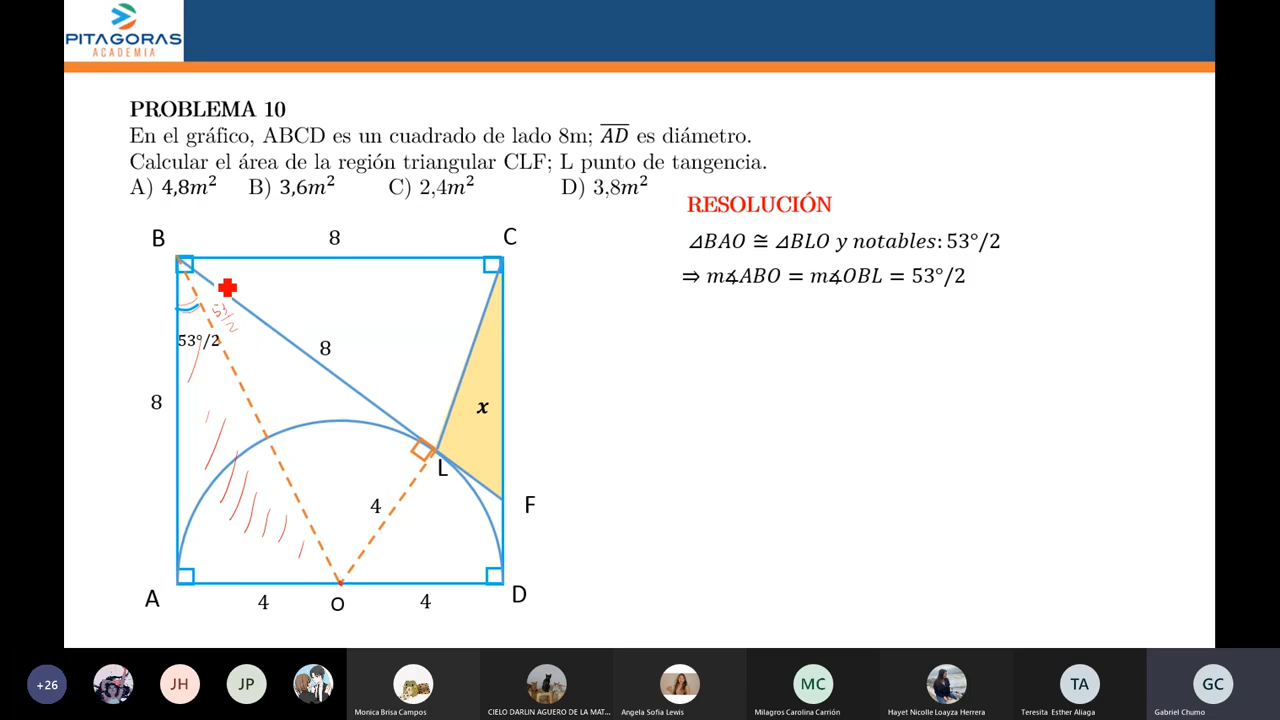 PITAGORAS
ACADEMIA
PROBLEMA 10
En el gráfico, ABCD es un cuadrado de lado 8m; \overline{AD} es diámetro.
Calcular el área de la región triangular CLF; L punto de tangencia.
A) 4,8m² B) 3,6m² C) 2,4m² D) 3,8m²
RESOLUCIÓN
⊿BAO ≅ ⊿BLO y notables: 53°/2
⇒ m∡ABO = m∡OBL = 53°/2
B
8
C
53/2
53°/2
8
8
x
L
4
F
A
4
O
4
D
+26
JH
JP
MC
TA
GC
Monica Brisa Campos
CIELO DARLIN AGUERO DE LA MAT...
Angela Sofia Lewis
Milagros Carolina Carrión
Hayet Nicolle Loayza Herrera
Teresita Esther Aliaga
Gabriel Chumo